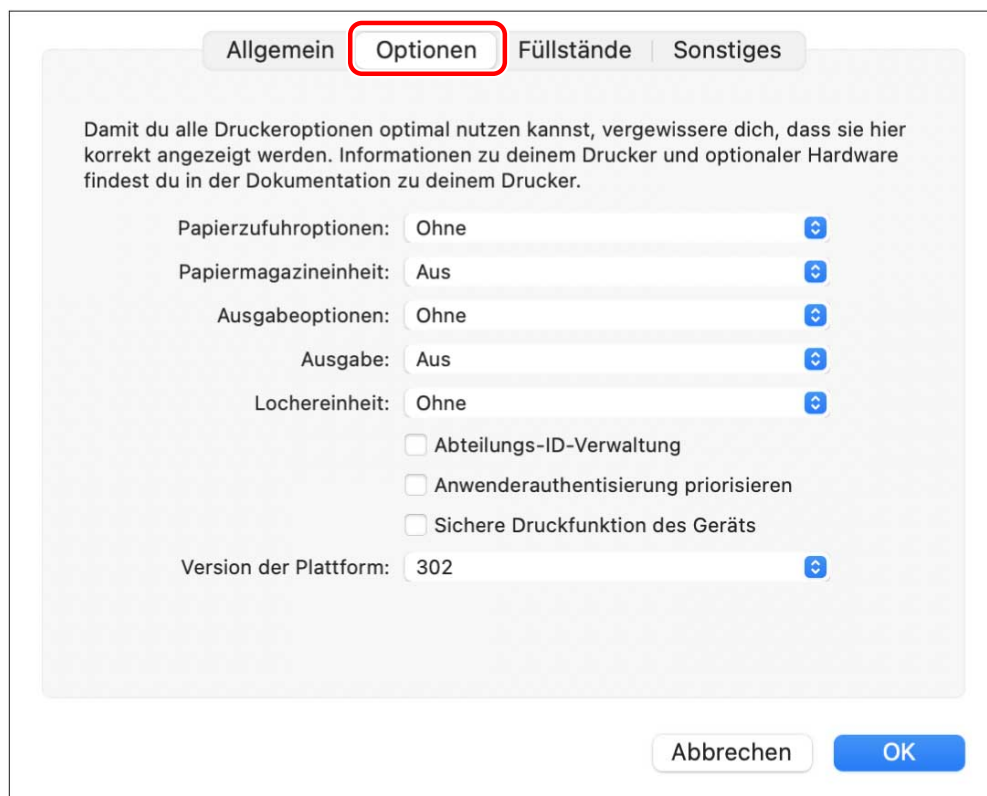 Allgemein Optionen Füllstände Sonstiges
Damit du alle Druckeroptionen optimal nutzen kannst, vergewissere dich, dass sie hier
korrekt angezeigt werden. Informationen zu deinem Drucker und optionaler Hardware
findest du in der Dokumentation zu deinem Drucker.
Papierzufuhroptionen: Ohne
Papiermagazineinheit: Aus
Ausgabeoptionen: Ohne
Ausgabe: Aus
Lochereinheit: Ohne
Abteilungs-ID-Verwaltung
Anwenderauthentisierung priorisieren
Sichere Druckfunktion des Geräts
Version der Plattform: 302
Abbrechen OK